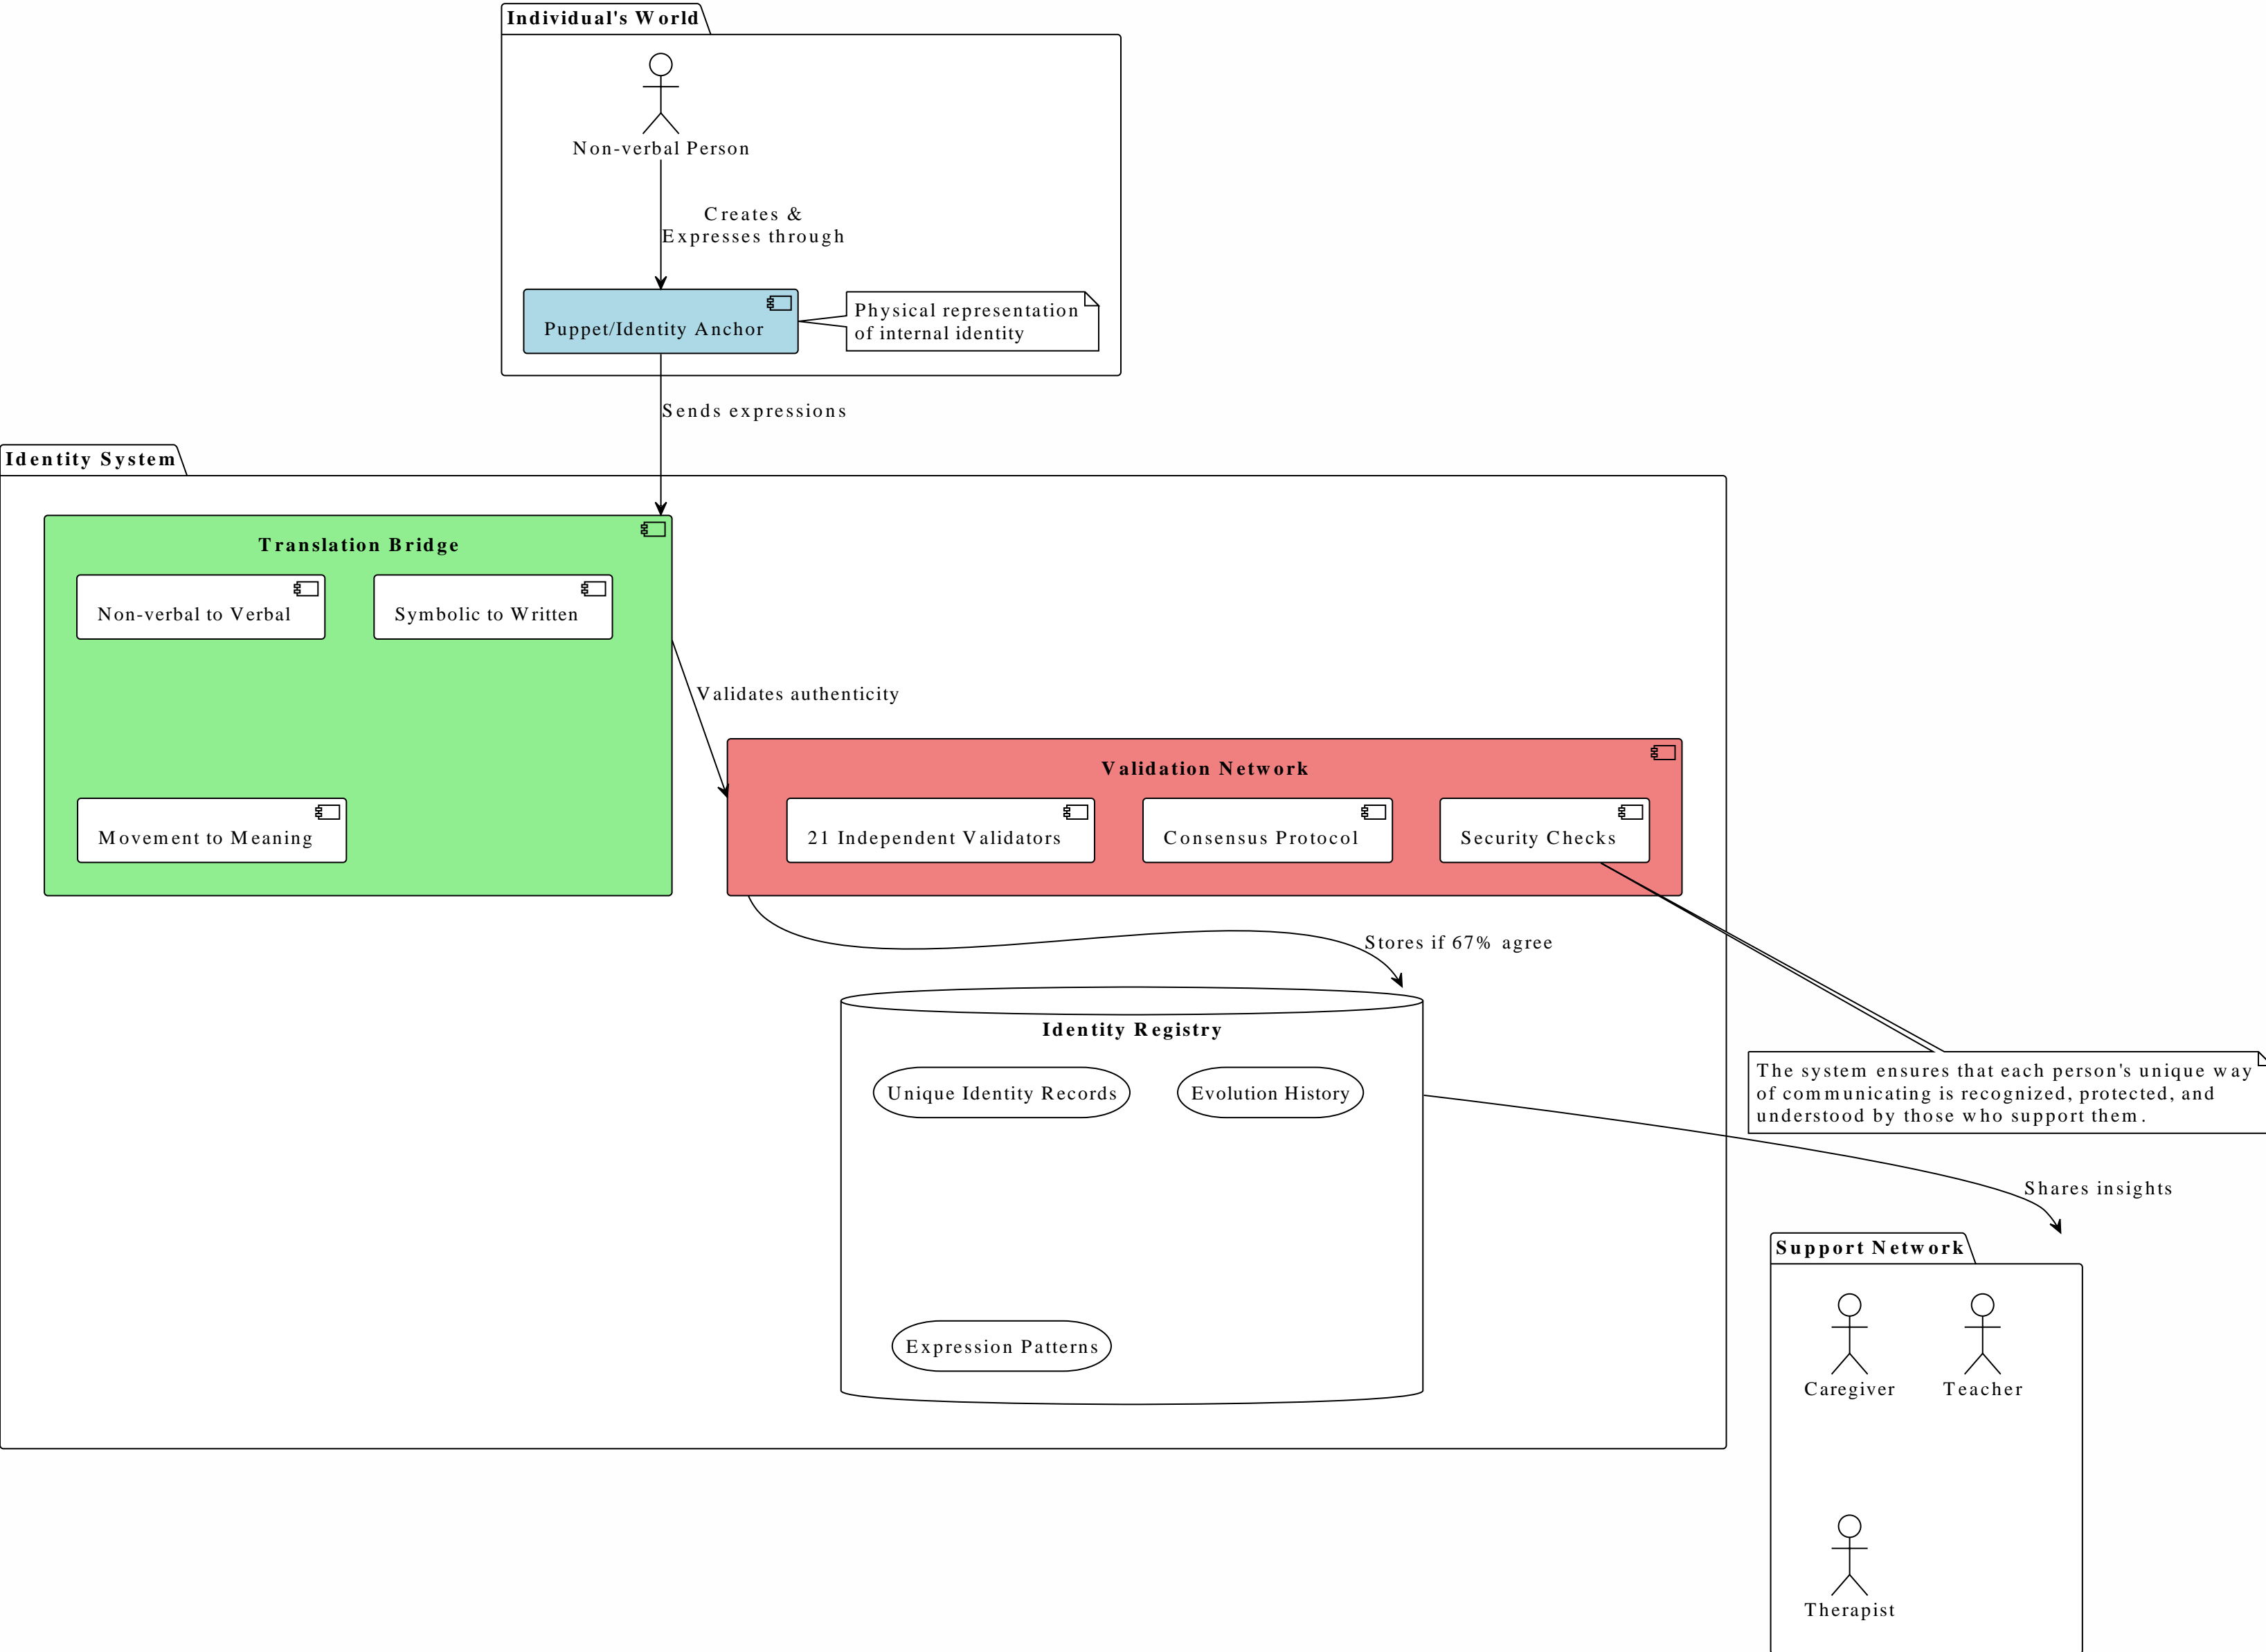 Individual's World
Non-verbal Person
Creates &
Expresses through
Puppet/Identity Anchor
Physical representation
of internal identity
Sends expressions
Identity System
Translation Bridge
Non-verbal to Verbal
Symbolic to Written
Validates authenticity
Movement to Meaning
Validation Network
21 Independent Validators
Consensus Protocol
Security Checks
Stores if 67% agree
Identity Registry
Unique Identity Records
Evolution History
Expression Patterns
The system ensures that each person's unique way
of communicating is recognized, protected, and
understood by those who support them.
Shares insights
Support Network
Caregiver
Teacher
Therapist